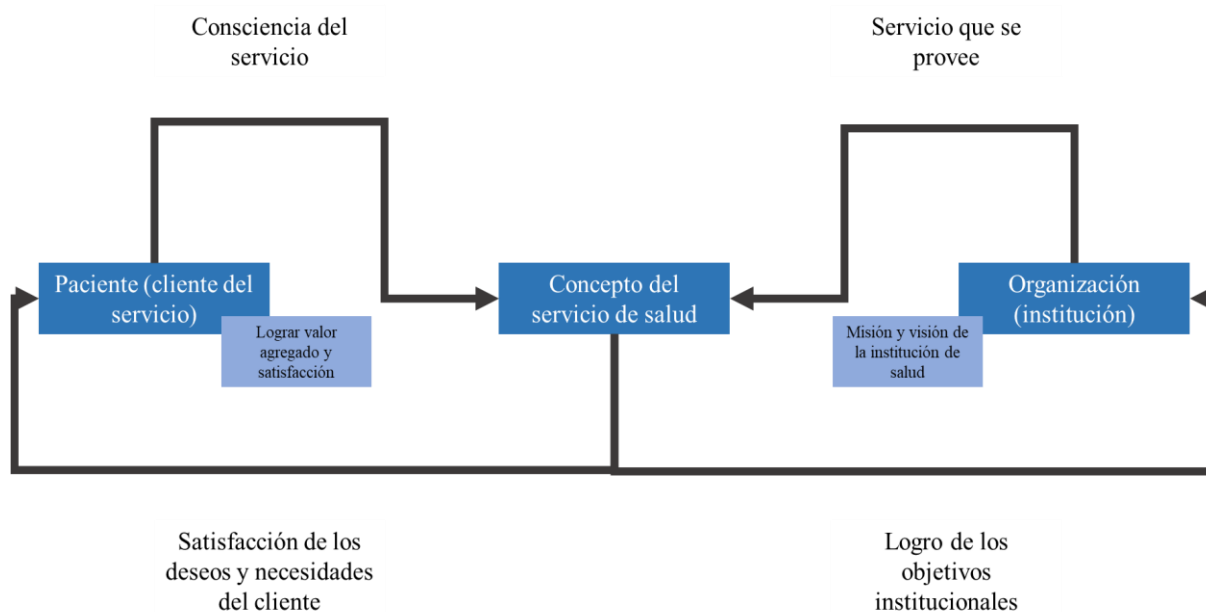 Consciencia del
servicio
Servicio que se
provee
Paciente (cliente del
servicio)
Lograr valor
agregado y
satisfacción
Concepto del
servicio de salud
Organización
(institución)
Misión y visión de
la institución de
salud
Satisfacción de los
deseos y necesidades
del cliente
Logro de los
objetivos
institucionales